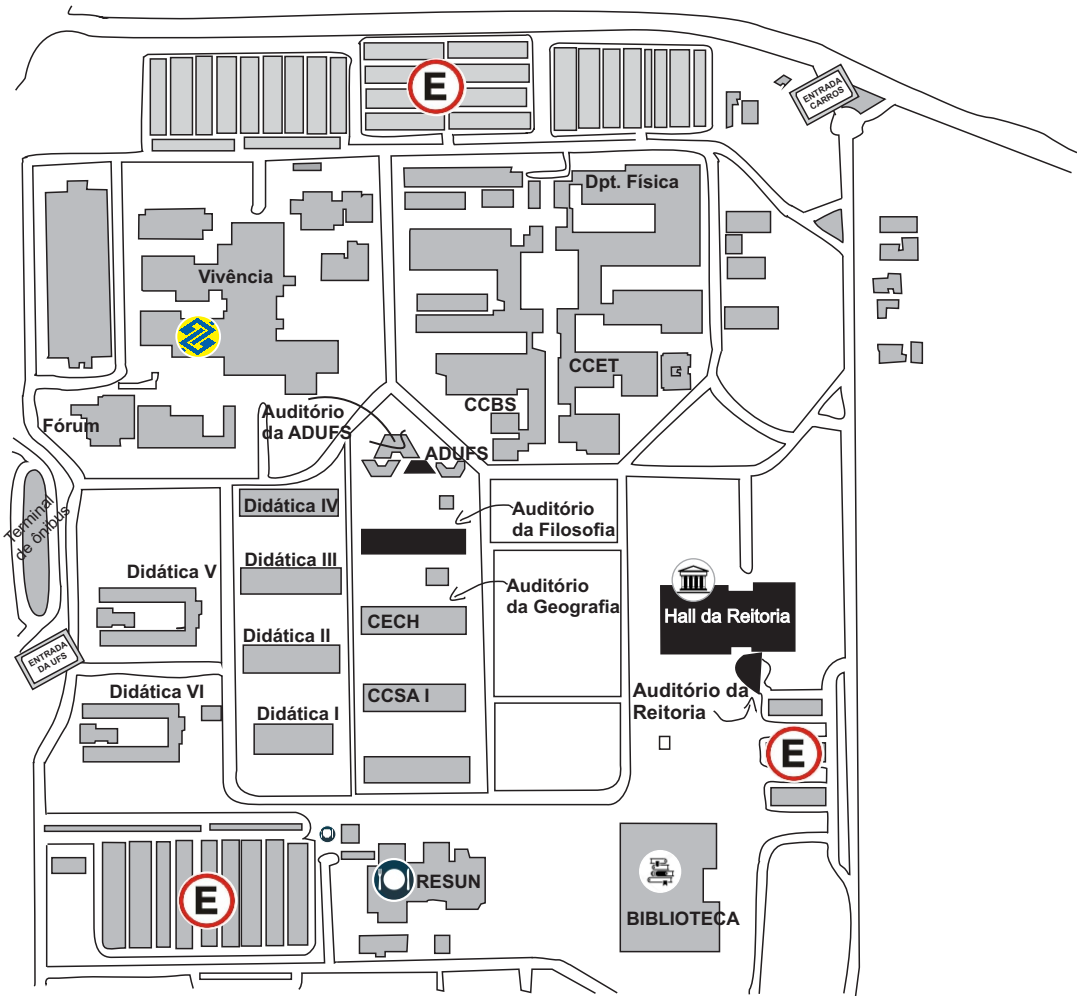 E
ENTRADA
CARROS
Dpt. Física
Vivência
CCET
CCBS
Auditório
da ADUFS
Fórum
ADUFS
Terminal
de ônibus
Didática IV
Auditório
da Filosofia
Didática III
Didática V
Auditório
da Geografia
Hall da Reitoria
CECH
Didática II
ENTRADA
DA UFS
Didática VI
CCSA I
Auditório da
Reitoria
Didática I
E
RESUN
E
BIBLIOTECA